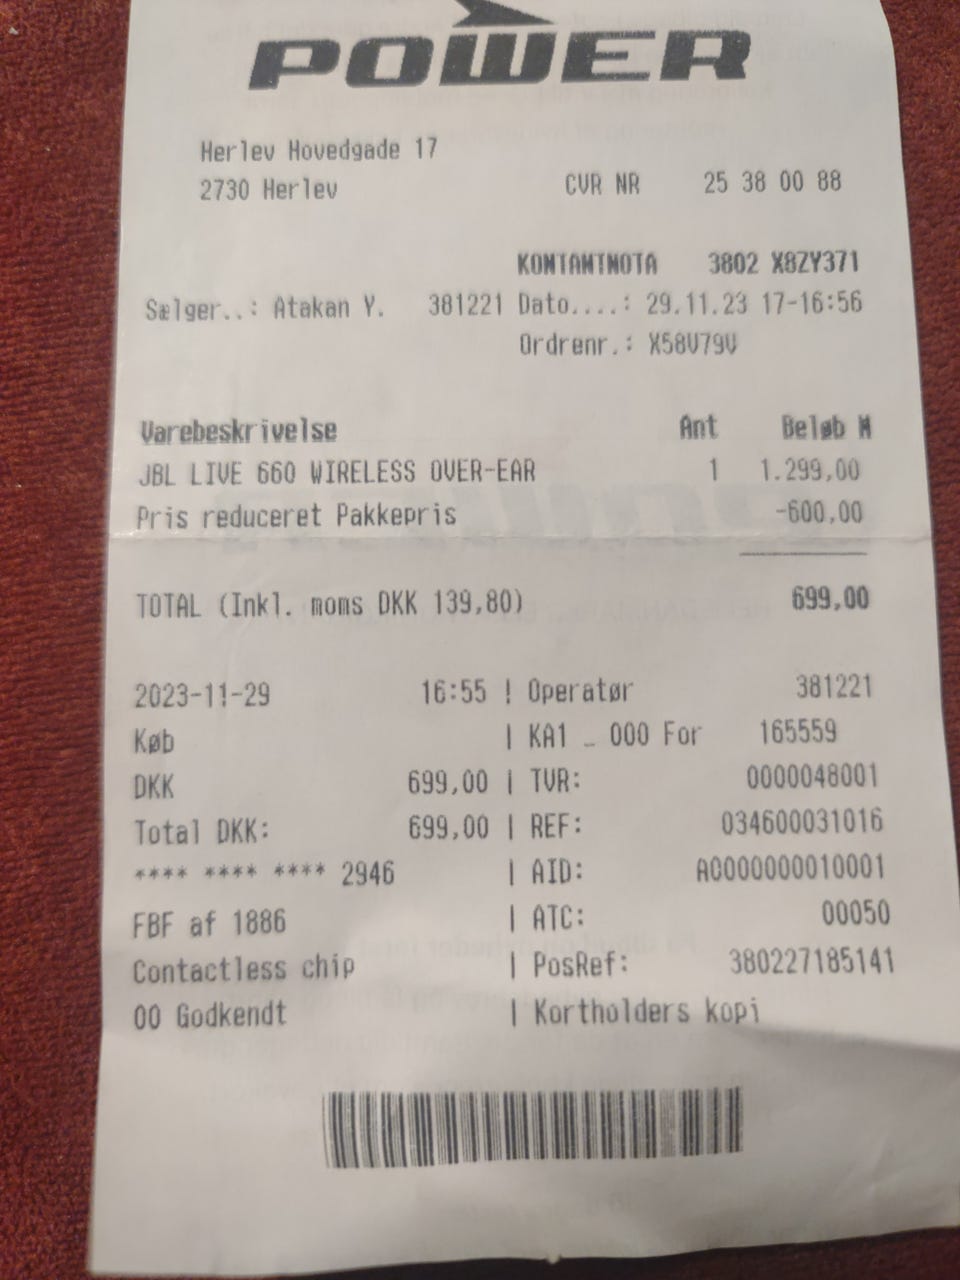 POWER
Herlev Hovedgade 17
2730 Herlev CVR NR 25 38 00 88
KONTANTNOTA 3802 X8ZY371
Sælger..: Atakan Y. 381221 Dato....: 29.11.23 17-16:56
Ordrenr.: X58V79V
Varebeskrivelse Ant Beløb M
JBL LIVE 660 WIRELESS OVER-EAR 1 1.299,00
Pris reduceret Pakkepris -600,00
TOTAL (Inkl. moms DKK 139,80) 699,00
2023-11-29 16:55 ! Operatør 381221
Køb | KA1 _ 000 For 165559
DKK 699,00 | TVR: 0000048001
Total DKK: 699,00 | REF: 034600031016
**** **** **** 2946 | AID: A0000000010001
FBF af 1886 | ATC: 00050
Contactless chip | PosRef: 380227185141
00 Godkendt | Kortholders kopi